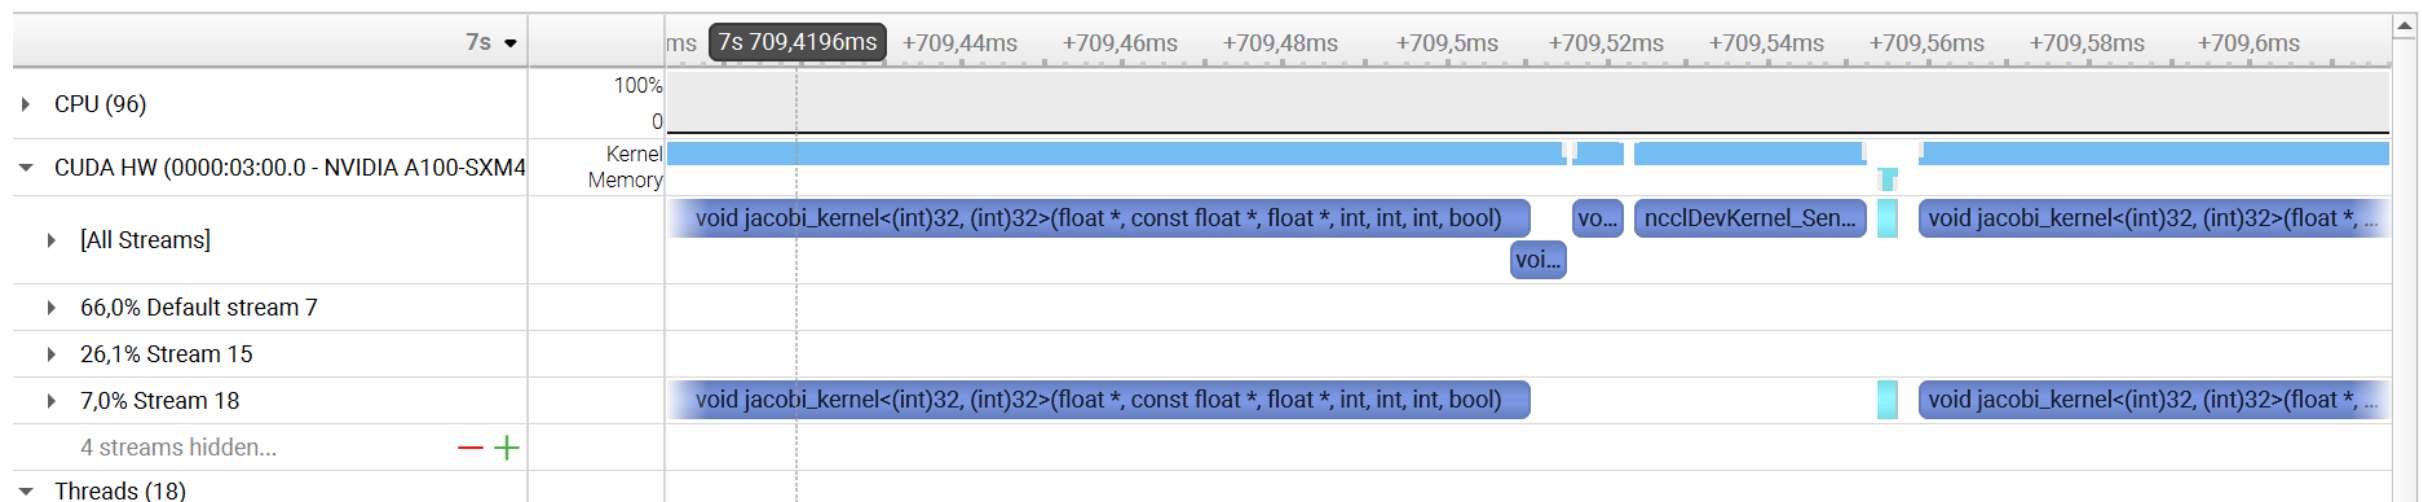 7s
ms 7s 709,4196ms +709,44ms +709,46ms +709,48ms +709,5ms +709,52ms +709,54ms +709,56ms +709,58ms +709,6ms
CPU (96)
100%
0
CUDA HW (0000:03:00.0 - NVIDIA A100-SXM4
Kernel
Memory
[All Streams]
void jacobi_kernel<(int)32, (int)32>(float *, const float *, float *, int, int, int, bool) vo... ncclDevKernel_Sen... void jacobi_kernel<(int)32, (int)32>(float *, ...
voi...
66,0% Default stream 7
26,1% Stream 15
7,0% Stream 18
void jacobi_kernel<(int)32, (int)32>(float *, const float *, float *, int, int, int, bool) void jacobi_kernel<(int)32, (int)32>(float *, ...
4 streams hidden...
Threads (18)